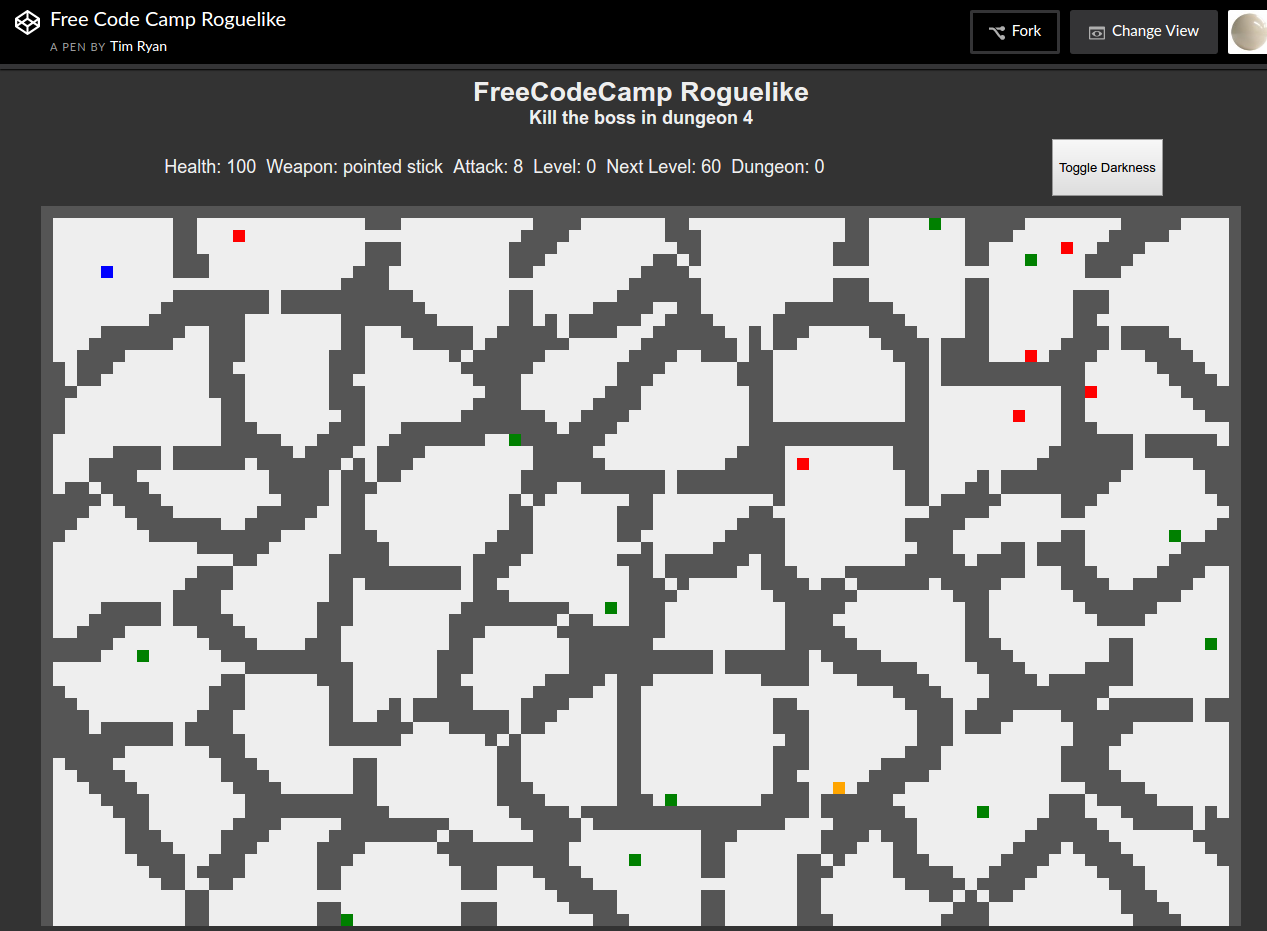 Free Code Camp Roguelike
A PEN BY Tim Ryan
Fork
Change View
FreeCodeCamp Roguelike
Kill the boss in dungeon 4
Health: 100 Weapon: pointed stick Attack: 8 Level: 0 Next Level: 60 Dungeon: 0
Toggle Darkness